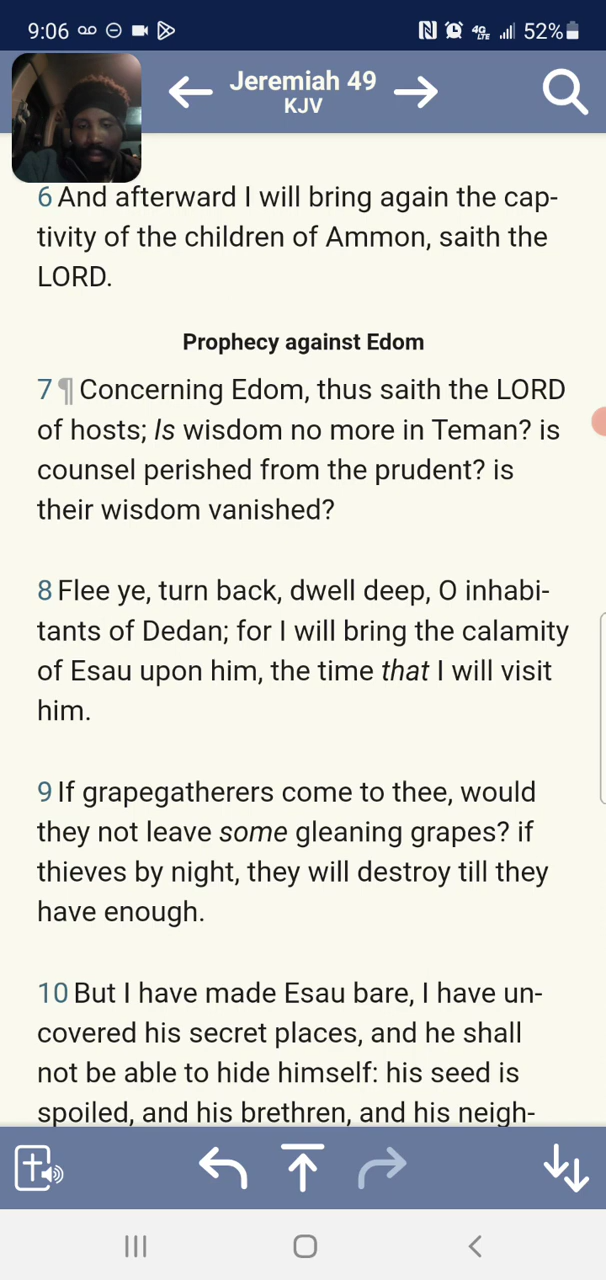 9:06
4G
LTE
52%
Jeremiah 49
KJV
6 And afterward I will bring again the cap-
tivity of the children of Ammon, saith the
LORD.
Prophecy against Edom
7 ¶ Concerning Edom, thus saith the LORD
of hosts; Is wisdom no more in Teman? is
counsel perished from the prudent? is
their wisdom vanished?
8 Flee ye, turn back, dwell deep, O inhabi-
tants of Dedan; for I will bring the calamity
of Esau upon him, the time that I will visit
him.
9 If grapegatherers come to thee, would
they not leave some gleaning grapes? if
thieves by night, they will destroy till they
have enough.
10 But I have made Esau bare, I have un-
covered his secret places, and he shall
not be able to hide himself: his seed is
spoiled, and his brethren, and his neigh-